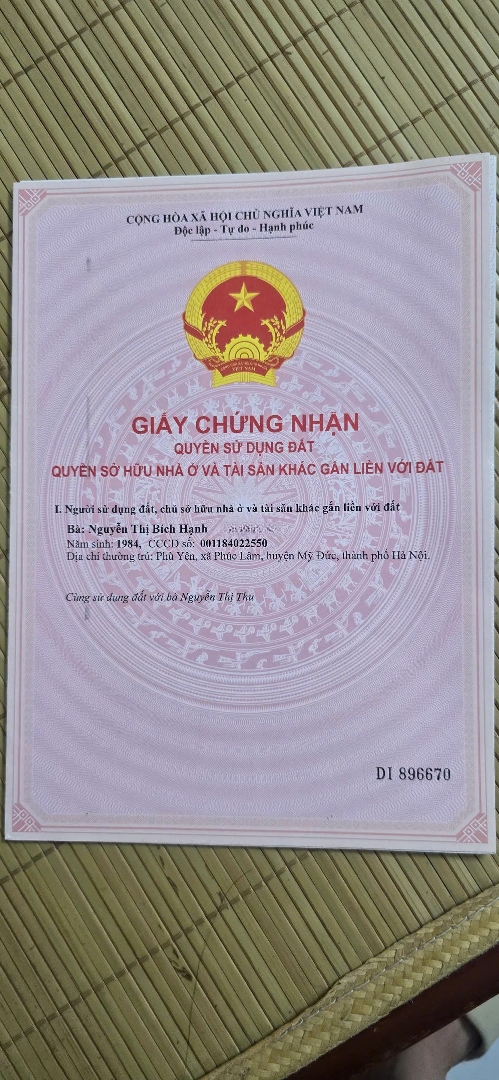 CỘNG HÒA XÃ HỘI CHỦ NGHĨA VIỆT NAM
Độc lập - Tự do - Hạnh phúc
VIỆT NAM
GIẤY CHỨNG NHẬN
QUYỀN SỬ DỤNG ĐẤT
QUYỀN SỞ HỮU NHÀ Ở VÀ TÀI SẢN KHÁC GẮN LIỀN VỚI ĐẤT
I. Người sử dụng đất, chủ sở hữu nhà ở và tài sản khác gắn liền với đất
Bà: Nguyễn Thị Bích Hạnh
Năm sinh: 1984, CCCD số: 001184022550
Địa chỉ thường trú: Phú Yên, xã Phúc Lâm, huyện Mỹ Đức, thành phố Hà Nội.
Cùng sử dụng đất với bà Nguyễn Thị Thu
DI 896670